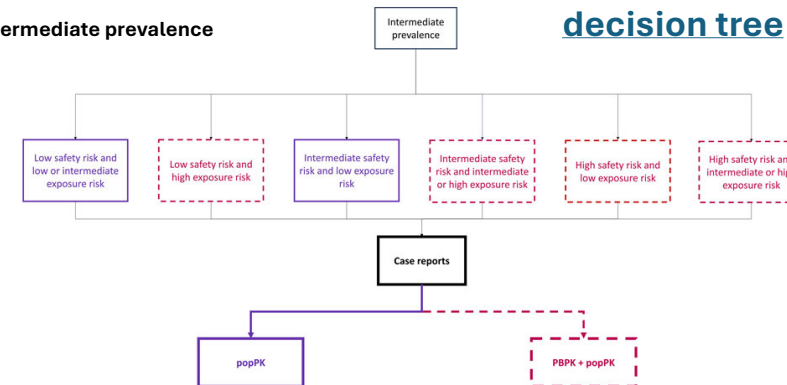 ermediate prevalence
decision tree
Intermediate
prevalence
Low safety risk and
low or intermediate
exposure risk
Low safety risk and
high exposure risk
Intermediate safety
risk and low exposure
risk
Intermediate safety
risk and intermediate
or high exposure risk
High safety risk and
low exposure risk
High safety risk an
intermediate or hig
exposure risk
Case reports
popPK
PBPK + popPK